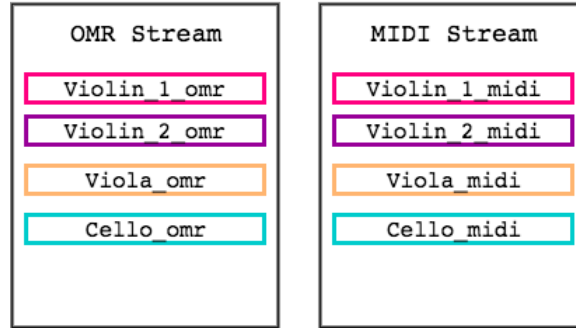 OMR Stream
Violin_1_omr
Violin_2_omr
Viola_omr
Cello_omr
MIDI Stream
Violin_1_midi
Violin_2_midi
Viola_midi
Cello_midi